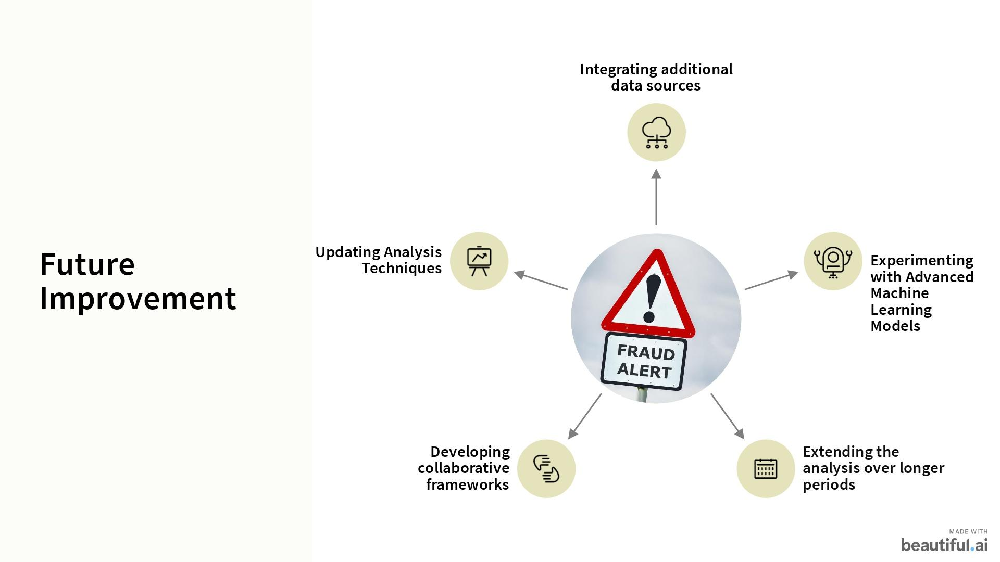 Future
Improvement
Integrating additional
data sources
Updating Analysis
Techniques
Experimenting
with Advanced
Machine
Learning
Models
FRAUD
ALERT
Developing
collaborative
frameworks
Extending the
analysis over longer
periods
MADE WITH
beautiful.ai